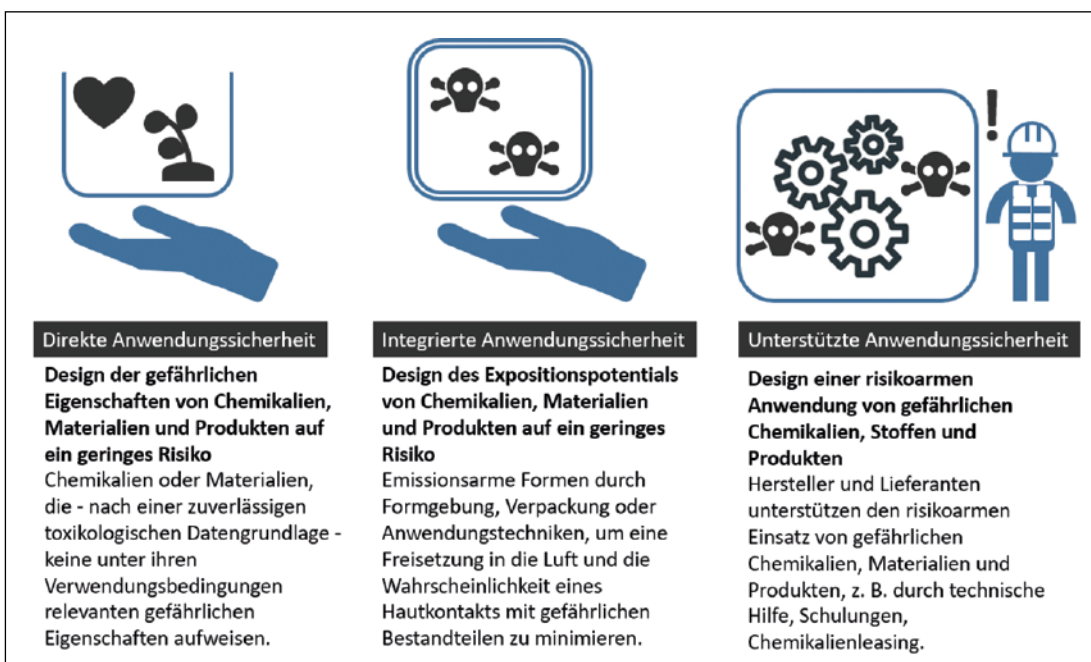 Direkte Anwendungssicherheit
Design der gefährlichen
Eigenschaften von Chemikalien,
Materialien und Produkten auf
ein geringes Risiko
Chemikalien oder Materialien,
die - nach einer zuverlässigen
toxikologischen Datengrundlage -
keine unter ihren
Verwendungsbedingungen
relevanten gefährlichen
Eigenschaften aufweisen.
Integrierte Anwendungssicherheit
Design des Expositionspotentials
von Chemikalien, Materialien
und Produkten auf ein geringes
Risiko
Emissionsarme Formen durch
Formgebung, Verpackung oder
Anwendungstechniken, um eine
Freisetzung in die Luft und die
Wahrscheinlichkeit eines
Hautkontakts mit gefährlichen
Bestandteilen zu minimieren.
!
Unterstützte Anwendungssicherheit
Design einer risikoarmen
Anwendung von gefährlichen
Chemikalien, Stoffen und
Produkten
Hersteller und Lieferanten
unterstützen den risikoarmen
Einsatz von gefährlichen
Chemikalien, Materialien und
Produkten, z. B. durch technische
Hilfe, Schulungen,
Chemikalienleasing.